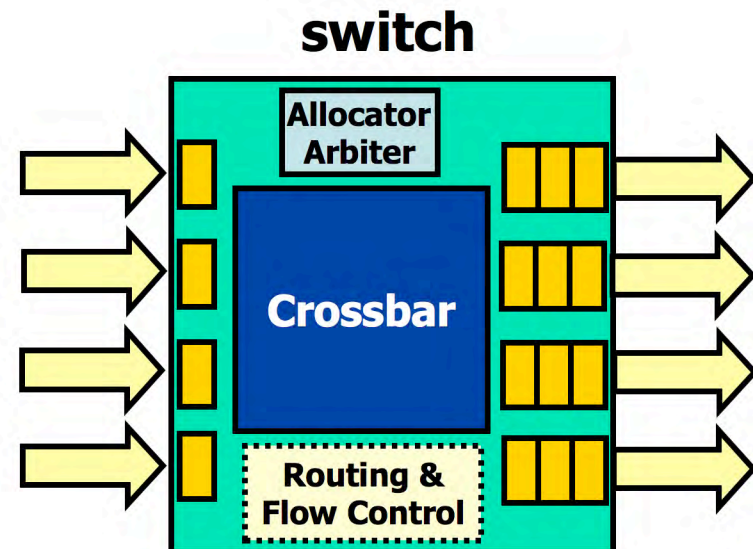 switch
Allocator
Arbiter
Crossbar
Routing &
Flow Control